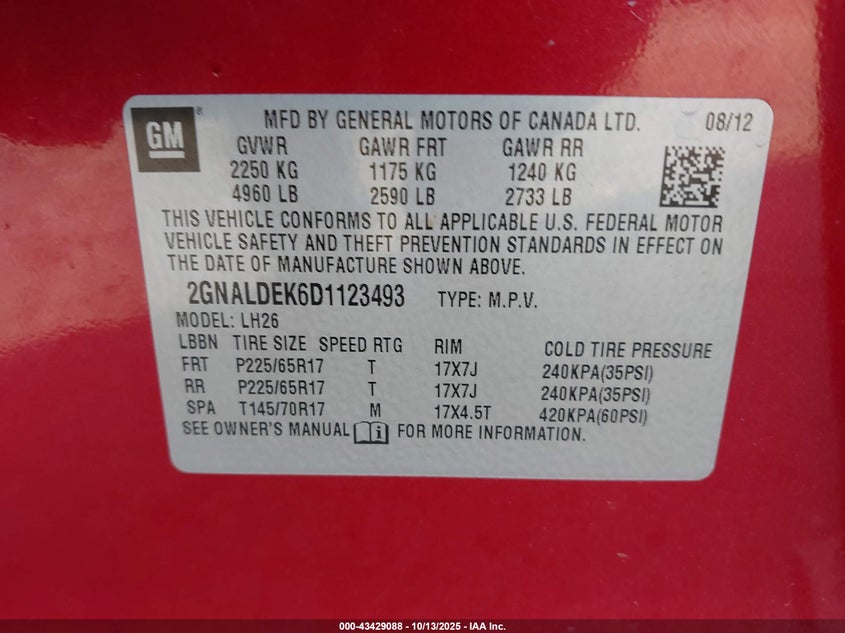 GM ® MFD BY GENERAL MOTORS OF CANADA LTD. 08/12
GVWR GAWR FRT GAWR RR
2250 KG 1175 KG 1240 KG
4960 LB 2590 LB 2733 LB
THIS VEHICLE CONFORMS TO ALL APPLICABLE U.S. FEDERAL MOTOR
VEHICLE SAFETY AND THEFT PREVENTION STANDARDS IN EFFECT ON
THE DATE OF MANUFACTURE SHOWN ABOVE.
2GNALDEK6D1123493 TYPE: M.P.V.
MODEL: LH26
LBBN TIRE SIZE SPEED RTG RIM COLD TIRE PRESSURE
FRT P225/65R17 T 17X7J 240KPA(35PSI)
RR P225/65R17 T 17X7J 240KPA(35PSI)
SPA T145/70R17 M 17X4.5T 420KPA(60PSI)
SEE OWNER'S MANUAL i FOR MORE INFORMATION.
000-43429088 - 10/13/2025 - IAA Inc.